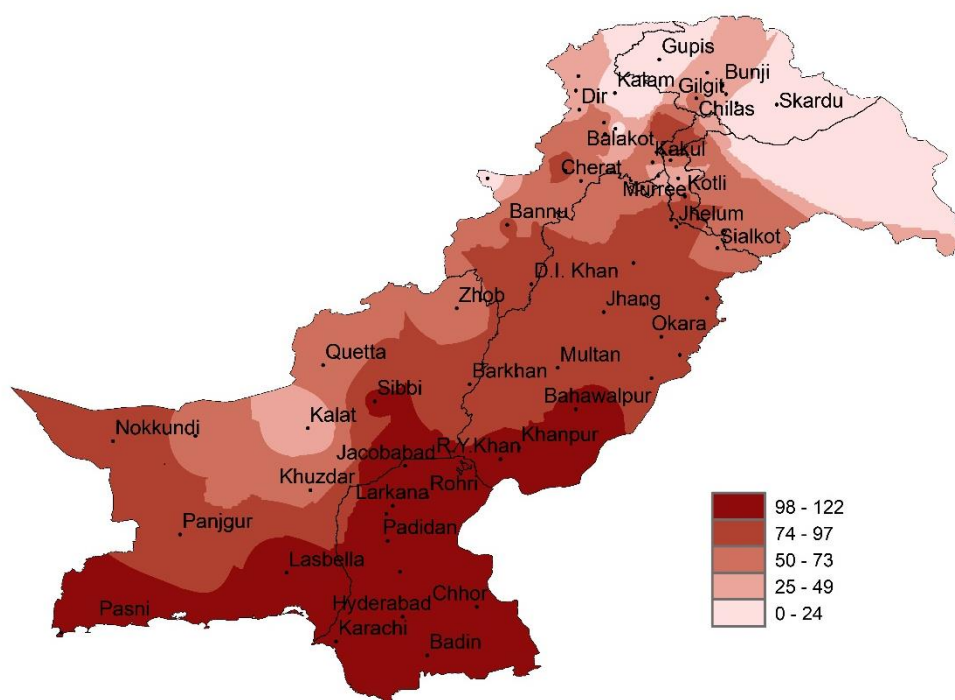 Gupis
Bunji
Kalam
Gilgit
Dir
Chilas
Skardu
Balakot
Kakul
Cherat
Murree
Kotli
Bannu
Jhelum
Sialkot
D.I. Khan
Zhob
Jhang
Okara
Quetta
Multan
Barkhan
Sibbi
Bahawalpur
Kalat
Nokkundi
Khanpur
R.Y.Khan
Jacobabad
Khuzdar
Rohri
Larkana
Panjgur
Padidan
Lasbella
Pasni
Hyderabad
Chhor
Karachi
Badin
98 - 122
74 - 97
50 - 73
25 - 49
0 - 24